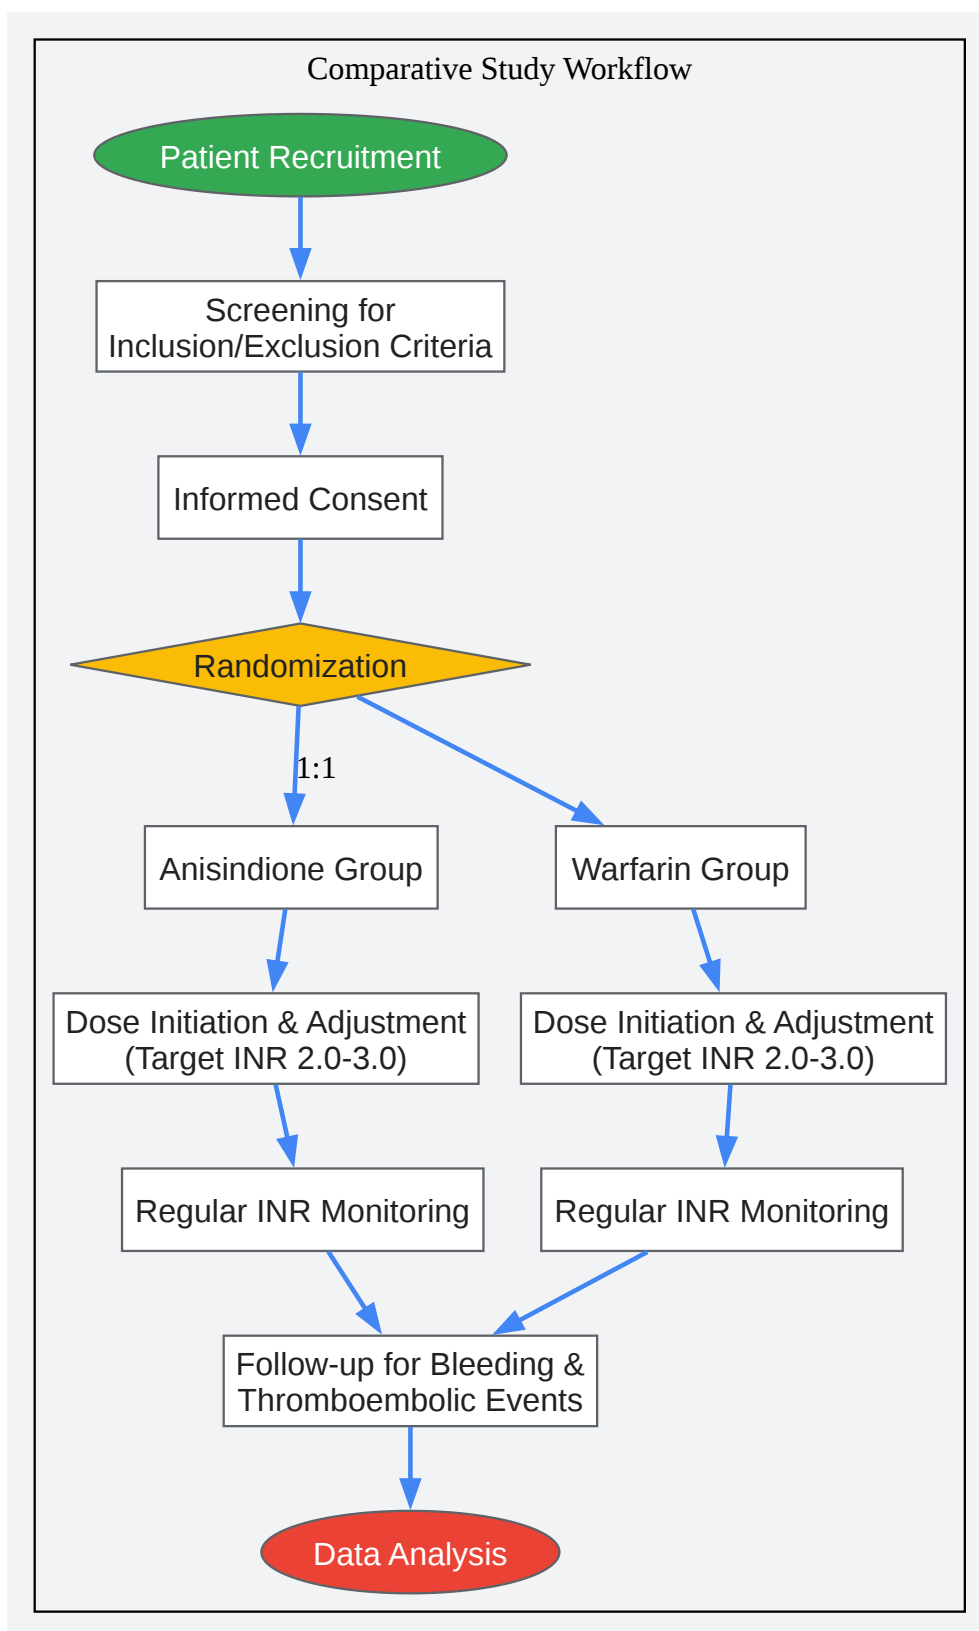 Comparative Study Workflow
Patient Recruitment
Screening for
Inclusion/Exclusion Criteria
Informed Consent
Randomization
1:1
Anisindione Group
Warfarin Group
Dose Initiation & Adjustment
(Target INR 2.0-3.0)
Dose Initiation & Adjustment
(Target INR 2.0-3.0)
Regular INR Monitoring
Regular INR Monitoring
Follow-up for Bleeding &
Thromboembolic Events
Data Analysis